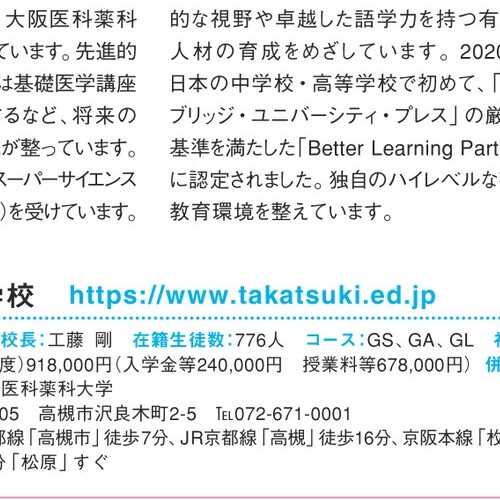 大阪医科薬科
ています。先進的
は基礎医学講座
するなど、将来の
が整っています。
スーパーサイエンス
)を受けています。
的な視野や卓越した語学力を持つ有
人材の育成をめざしています。2020
日本の中学校・高等学校で初めて、「
ブリッジ・ユニバーシティ・プレス」の厳
基準を満たした「Better Learning Part
に認定されました。独自のハイレベルな
教育環境を整えています。
学校 https://www.takatsuki.ed.jp
校長:工藤 剛 在籍生徒数:776人 コース:GS、GA、GL
度)918,000円(入学金等240,000円 授業料等678,000円) 併
医科薬科大学
05 高槻市沢良木町2-5 ℡072-671-0001
都線「高槻市」徒歩7分、JR京都線「高槻」徒歩16分、京阪本線「枚
分「松原」すぐ